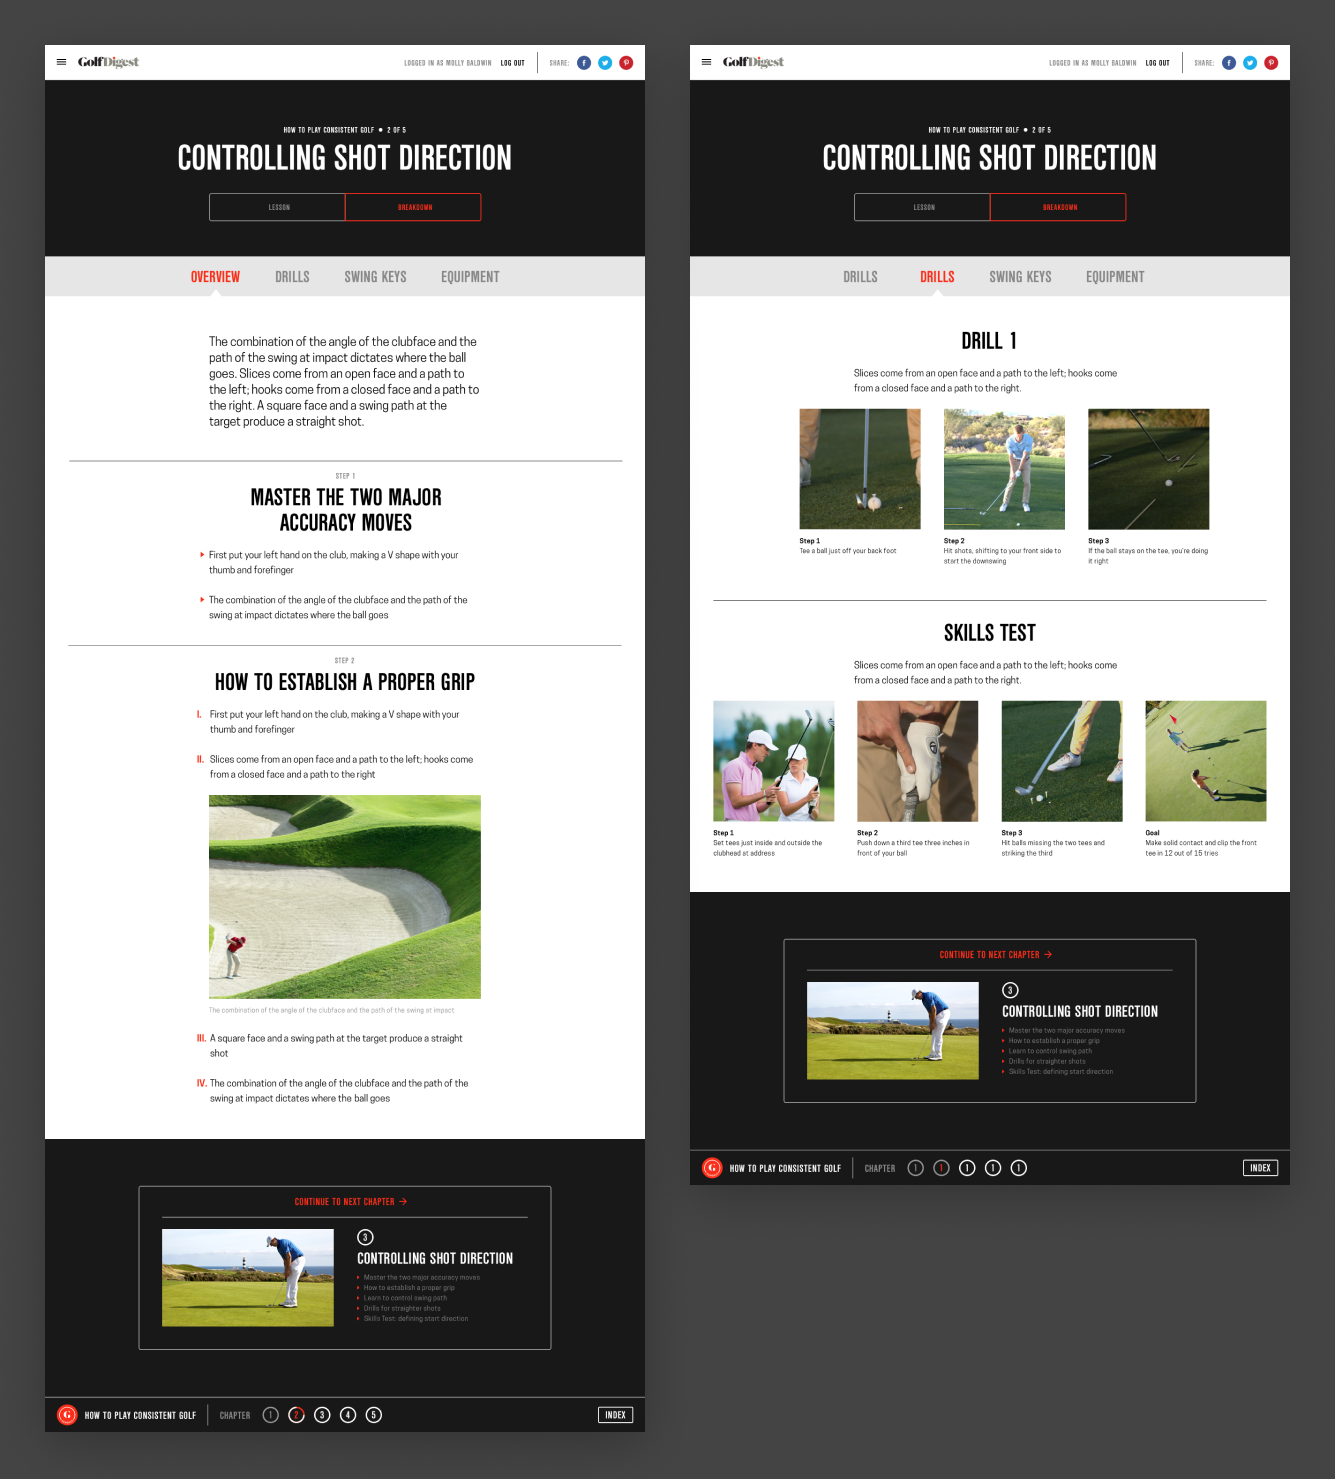 GolfDigest
LOGGED IN AS MOLLY BALDWIN LOG OUT SHARE:
HOW TO PLAY CONSISTENT GOLF ● 2 OF 5
CONTROLLING SHOT DIRECTION
LESSON BREAKDOWN
OVERVIEW DRILLS SWING KEYS EQUIPMENT
The combination of the angle of the clubface and the
path of the swing at impact dictates where the ball
goes. Slices come from an open face and a path to
the left; hooks come from a closed face and a path to
the right. A square face and a swing path at the
target produce a straight shot.
STEP 1
MASTER THE TWO MAJOR
ACCURACY MOVES
First put your left hand on the club, making a V shape with your
thumb and forefinger
The combination of the angle of the clubface and the path of the
swing at impact dictates where the ball goes
STEP 2
HOW TO ESTABLISH A PROPER GRIP
I. First put your left hand on the club, making a V shape with your
thumb and forefinger
II. Slices come from an open face and a path to the left; hooks come
from a closed face and a path to the right
The combination of the angle of the clubface and the path of the swing at impact
III. A square face and a swing path at the target produce a straight
shot
IV. The combination of the angle of the clubface and the path of the
swing at impact dictates where the ball goes
CONTINUE TO NEXT CHAPTER →
3
CONTROLLING SHOT DIRECTION
Master the two major accuracy moves
How to establish a proper grip
Learn to control swing path
Drills for straighter shots
Skills Test: defining start direction
G HOW TO PLAY CONSISTENT GOLF CHAPTER 1 2 3 4 5 INDEX
GolfDigest
LOGGED IN AS MOLLY BALDWIN LOG OUT SHARE:
HOW TO PLAY CONSISTENT GOLF ● 2 OF 5
CONTROLLING SHOT DIRECTION
LESSON BREAKDOWN
DRILLS DRILLS SWING KEYS EQUIPMENT
DRILL 1
Slices come from an open face and a path to the left; hooks come
from a closed face and a path to the right.
Step 1
Tee a ball just off your back foot
Step 2
Hit shots, shifting to your front side to
start the downswing
Step 3
If the ball stays on the tee, you're doing
it right
SKILLS TEST
Slices come from an open face and a path to the left; hooks come
from a closed face and a path to the right.
Step 1
Set tees just inside and outside the
clubhead at address
Step 2
Push down a third tee three inches in
front of your ball
Step 3
Hit balls missing the two tees and
striking the third
Goal
Make solid contact and clip the front
tee in 12 out of 15 tries
CONTINUE TO NEXT CHAPTER →
3
CONTROLLING SHOT DIRECTION
Master the two major accuracy moves
How to establish a proper grip
Learn to control swing path
Drills for straighter shots
Skills Test: defining start direction
G HOW TO PLAY CONSISTENT GOLF CHAPTER 1 1 1 1 1 INDEX